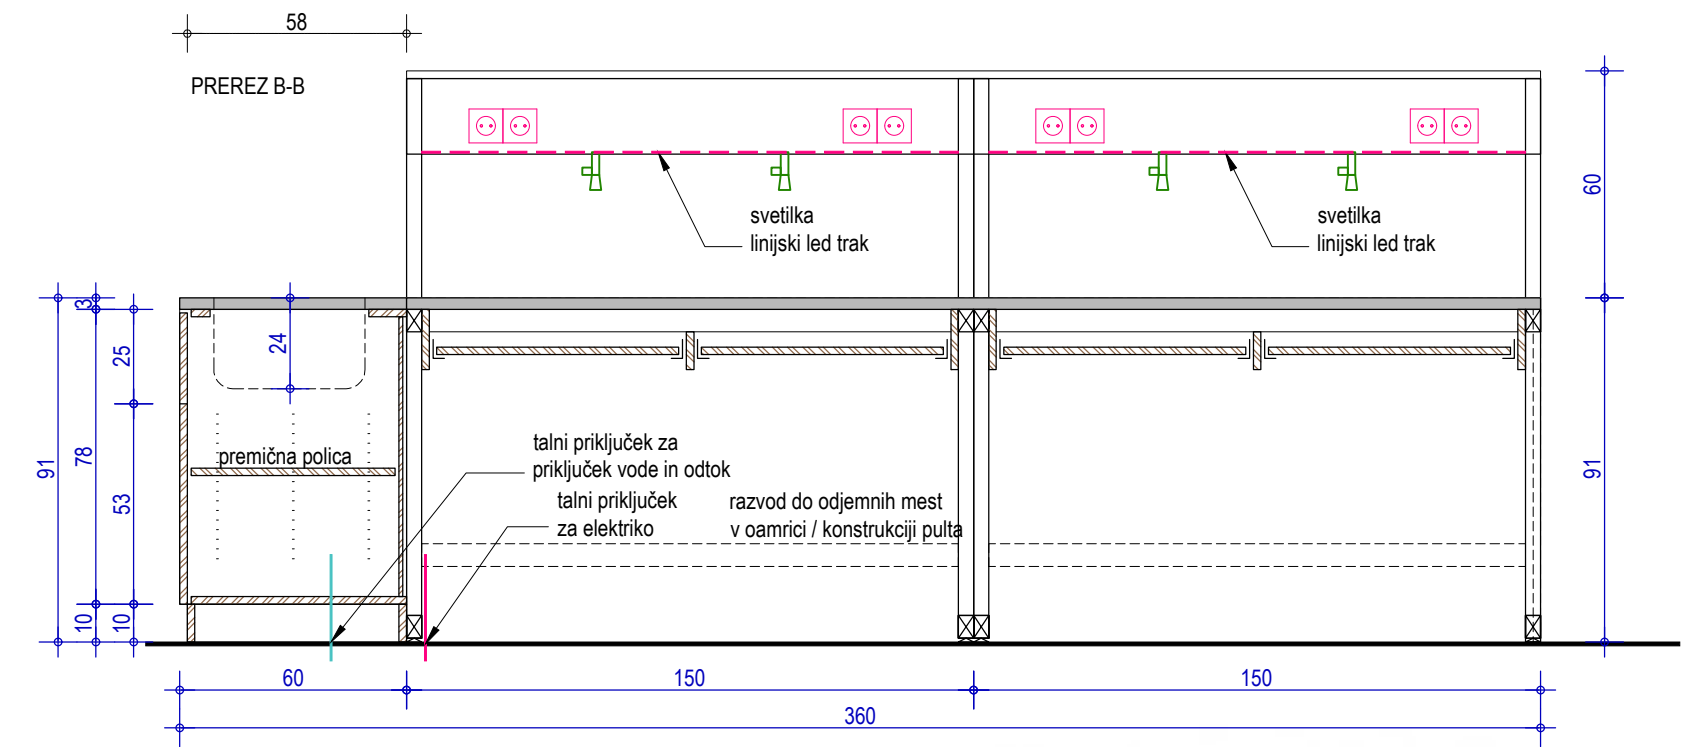 58
PREREZ B-B
svetilka
linijski led trak
svetilka
linijski led trak
60
3
24
25
91
78
53
10
10
91
premična polica
talni priključek za
priključek vode in odtok
talni priključek
za elektriko
razvod do odjemnih mest
v oamrici / konstrukciji pulta
60
150
150
360